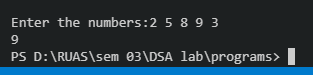 Enter the numbers:2 5 8 9 3
9
PS D:\RUAS\sem 03\DSA lab\programs>